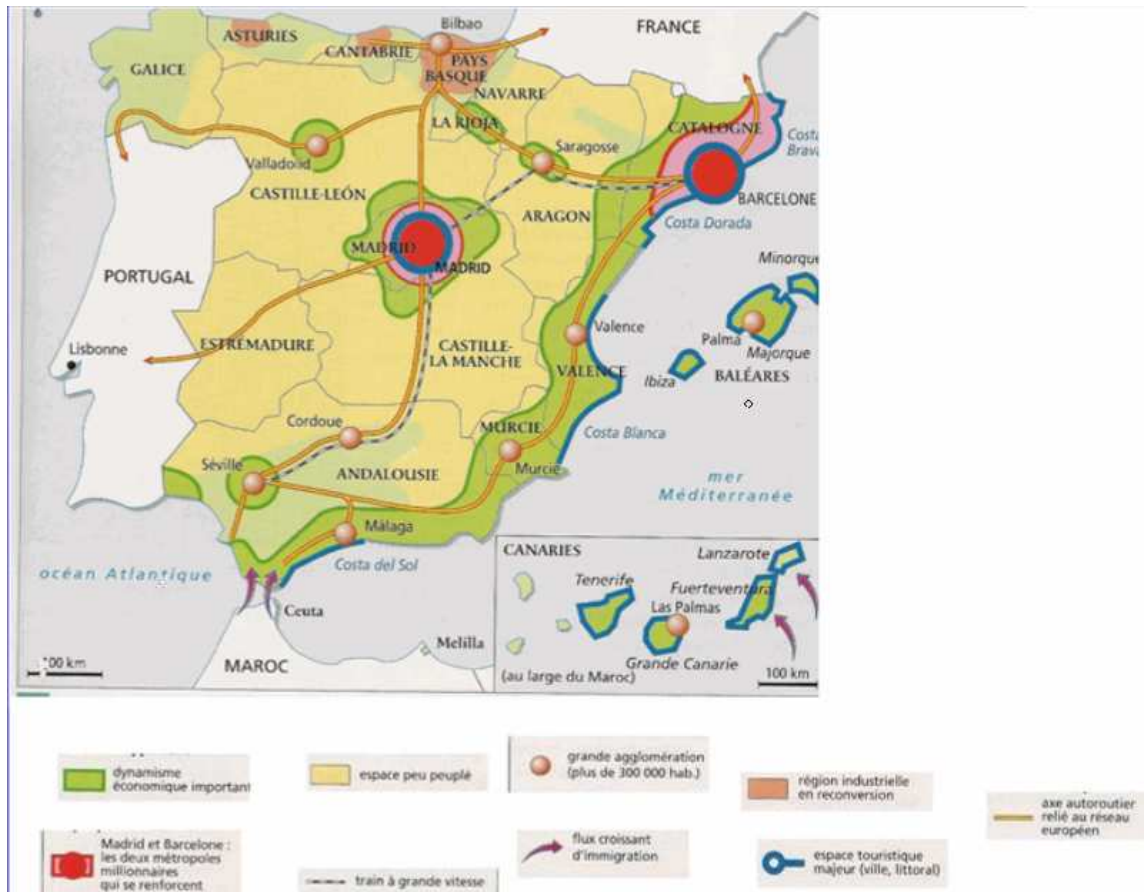 Bilbao
FRANCE
ASTURIES
CANTABRIE
PAYS
BASQUE
GALICE
NAVARRE
LA RIOJA
CATALOGNE
Costa
Brava
Saragosse
Valladolid
CASTILLE-LEÓN
BARCELONE
ARAGON
Costa Dorada
MADRID
MADRID
Minorque
PORTUGAL
Valence
Palma
Majorque
ESTRÉMADURE
CASTILLE-
LA MANCHE
Lisbonne
VALENCE
Ibiza
BALÉARES
Cordoue
MURCIE
Costa Blanca
Séville
ANDALOUSIE
Murcie
mer
Méditerranée
Málaga
CANARIES
Lanzarote
océan Atlantique
Costa del Sol
Tenerife
Fuerteventura
Ceuta
Las Palmas
Melilla
Grande Canarie
100 km
MAROC
(au large du Maroc)
100 km
dynamisme
économique important
espace peu peuplé
grande agglomération
(plus de 300 000 hab.)
région industrielle
en reconversion
axe autoroutier
relié au réseau
européen
Madrid et Barcelone :
les deux métropoles
millionnaires
qui se renforcent
train à grande vitesse
flux croissant
d'immigration
espace touristique
majeur (ville, littoral)